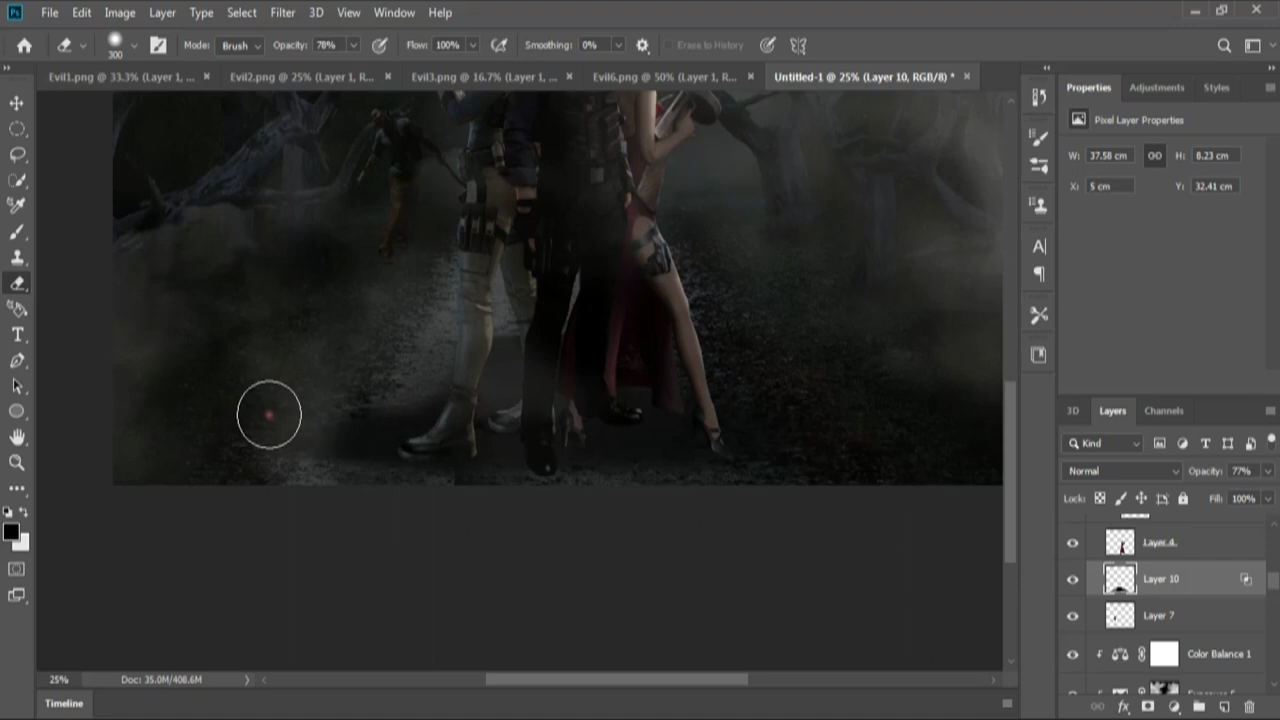 Ps File Edit Image Layer Type Select Filter 3D View Window Help
300 Mode: Brush Opacity: 78% Flow: 100% Smoothing: 0% Erase to History
Evil1.png @ 33.3% (Layer 1, ... Evil2.png @ 25% (Layer 1, R... Evil3.png @ 16.7% (Layer 1, ... Evil6.png @ 50% (Layer 1, R... Untitled-1 @ 25% (Layer 10, RGB/8) *
Properties Adjustments Styles
Pixel Layer Properties
W: 37.58 cm H: 8.23 cm
X: 5 cm Y: 32.41 cm
3D Layers Channels
Kind
Normal Opacity: 77%
Lock: Fill: 100%
Layer 4
Layer 10
Layer 7
Color Balance 1
25% Doc: 35.0M/408.6M
Timeline